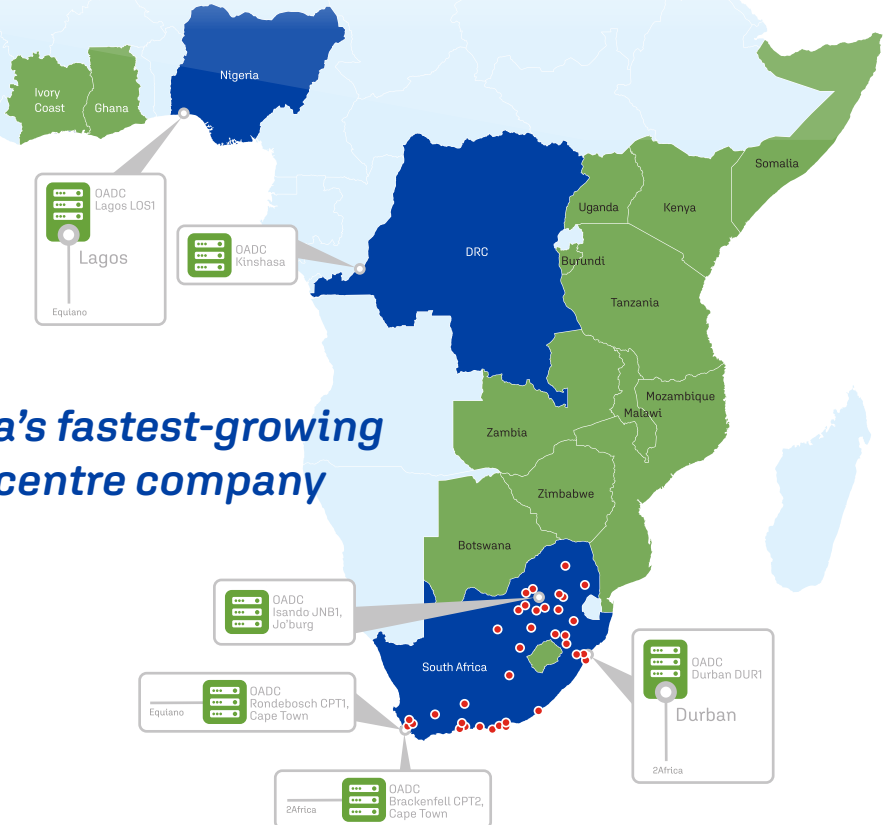 Nigeria
Ivory
Coast
Ghana
Somalia
OADC
Lagos LOS1
Lagos
Equiano
OADC
Kinshasa
DRC
Uganda
Kenya
Burundi
Tanzania
Mozambique
Malawi
Zambia
a’s fastest-growing
centre company
Zimbabwe
Botswana
OADC
Isando JNB1,
Jo’burg
South Africa
OADC
Durban DUR1
Durban
2Africa
Equiano
OADC
Rondebosch CPT1,
Cape Town
2Africa
OADC
Brackenfell CPT2,
Cape Town